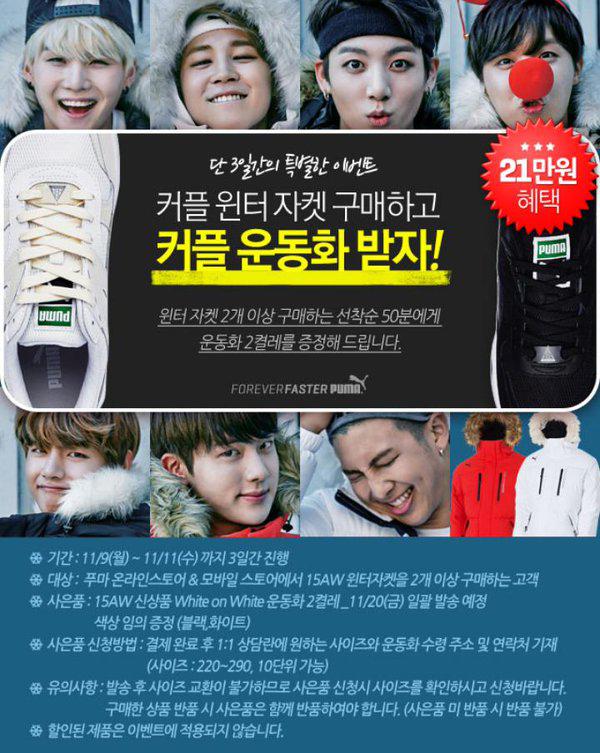 단 3일간의 특별한 이벤트
21만원
혜택
커플 윈터 자켓 구매하고
커플 운동화 받자!
PUMA
PUMA
PUMA
윈터 자켓 2개 이상 구매하는 선착순 50분에게
운동화 2켤레를 증정해 드립니다.
FOREVER FASTER PUMA
기간 : 11/9(월) ~ 11/11(수) 까지 3일간 진행
대상 : 푸마 온라인스토어 & 모바일 스토어에서 15AW 윈터자켓을 2개 이상 구매하는 고객
사은품 : 15AW 신상품 White on White 운동화 2켤레 _11/20(금) 일괄 발송 예정
색상 임의 증정 (블랙,화이트)
사은품 신청방법 : 결제 완료 후 1:1 상담란에 원하는 사이즈와 운동화 수령 주소 및 연락처 기재
(사이즈 : 220~290, 10단위 가능)
유의사항 : 발송 후 사이즈 교환이 불가하므로 사은품 신청시 사이즈를 확인하시고 신청바랍니다.
구매한 상품 반품 시 사은품은 함께 반품하여야 합니다. (사은품 미 반품 시 반품 불가)
할인된 제품은 이벤트에 적용되지 않습니다.